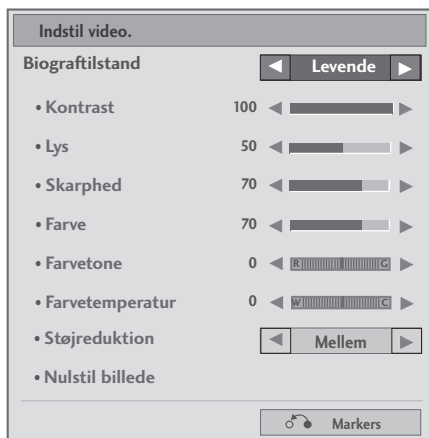 Indstil video.
Biograftilstand ◄ Levende ►
• Kontrast 100 ◄ ►
• Lys 50 ◄ ►
• Skarphed 70 ◄ ►
• Farve 70 ◄ ►
• Farvetone 0 ◄ R G ►
• Farvetemperatur 0 ◄ W C ►
• Støjreduktion ◄ Mellem ►
• Nulstil billede
Markers